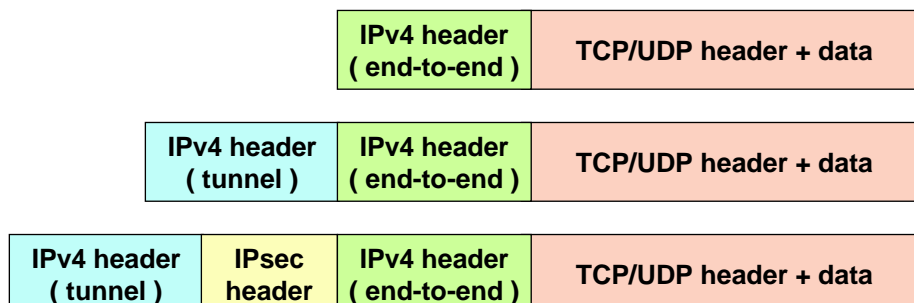 IPv4 header
( end-to-end )
TCP/UDP header + data
IPv4 header
( tunnel )
IPv4 header
( end-to-end )
TCP/UDP header + data
IPv4 header
( tunnel )
IPsec
header
IPv4 header
( end-to-end )
TCP/UDP header + data